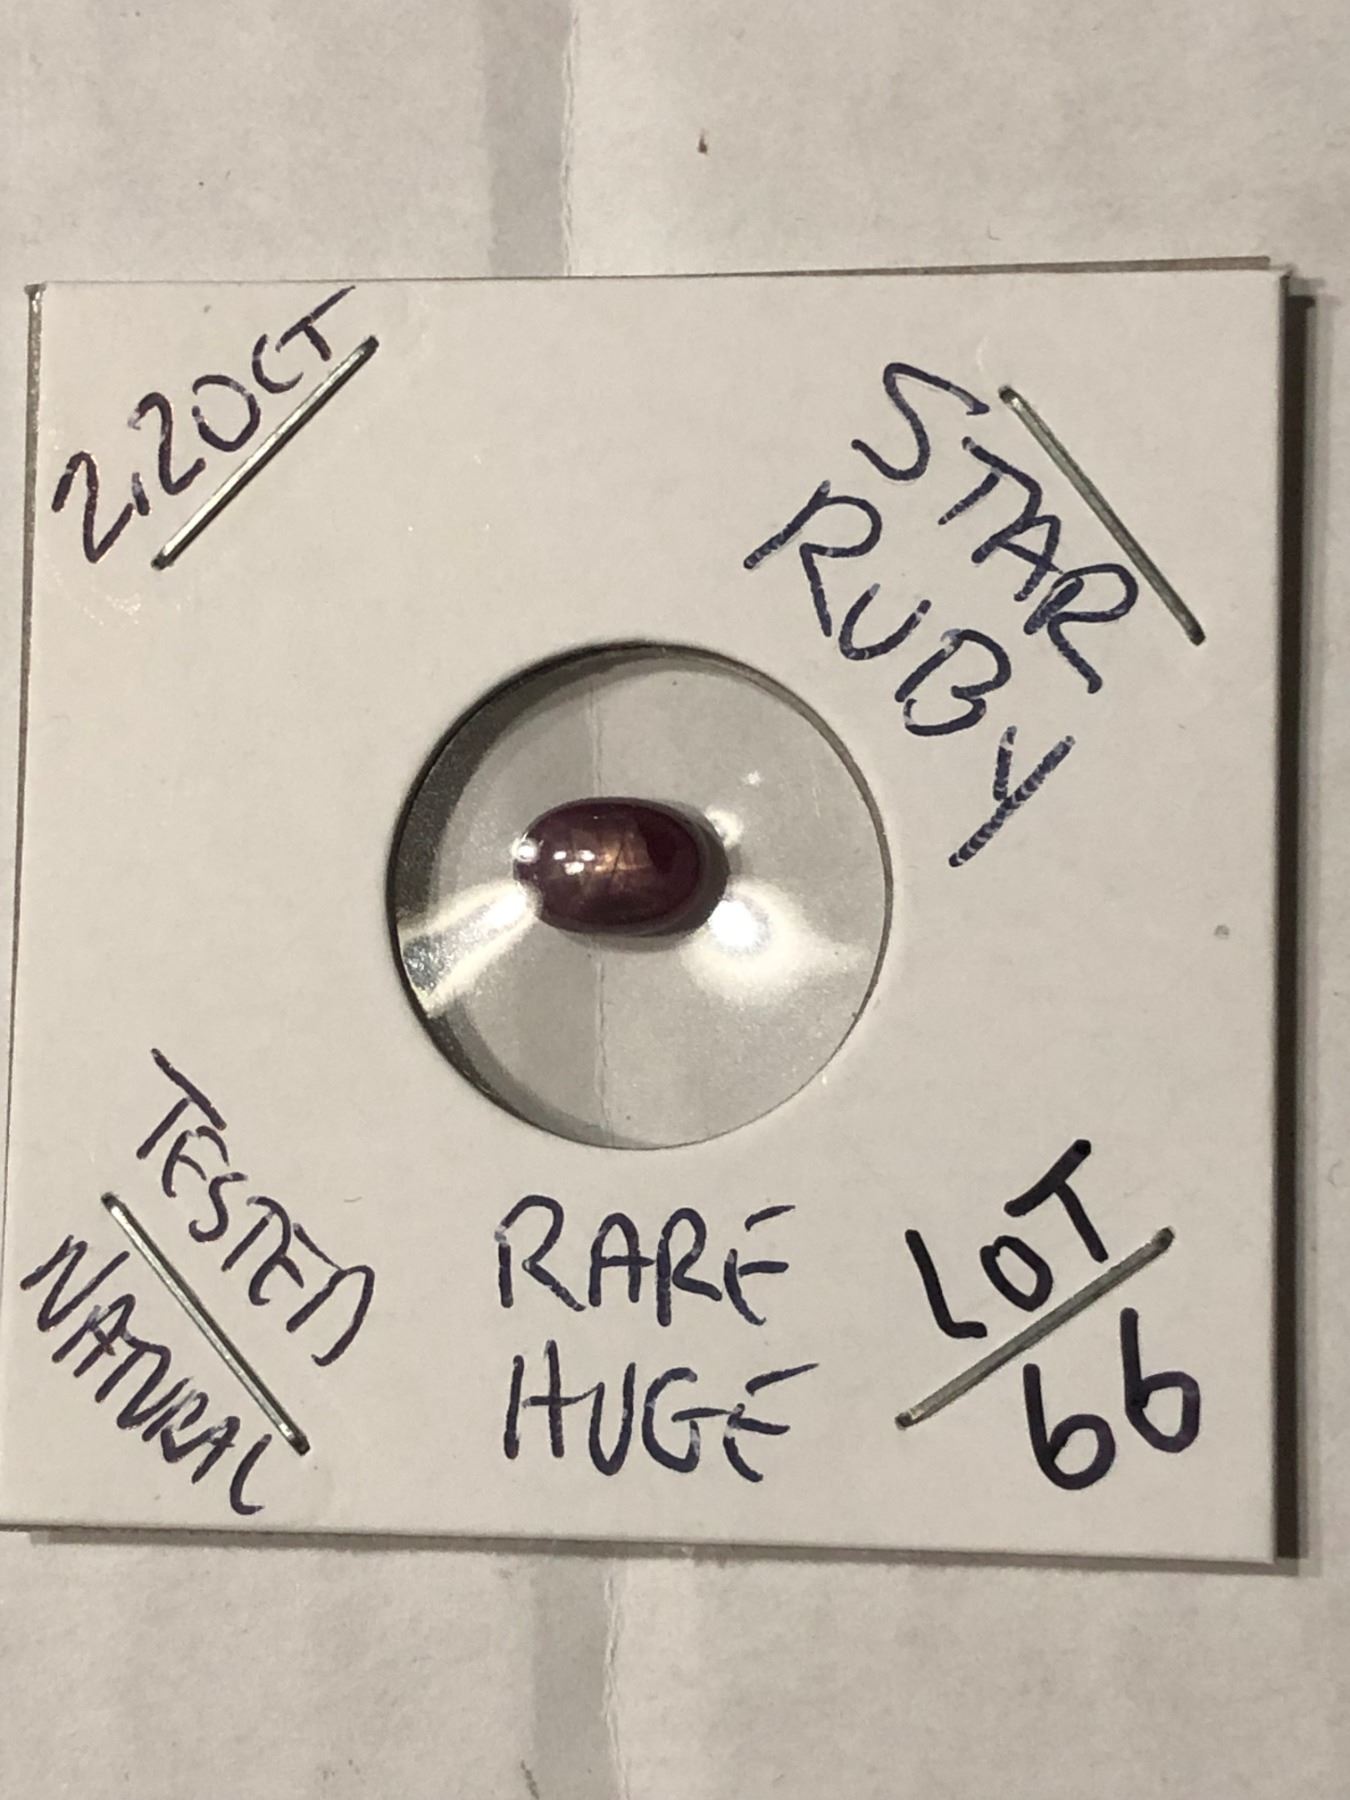 2.20CT
STAR
RUBY
TESTED
NATURAL
RARE
HUGE
LOT
66